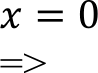 x = 0
=>